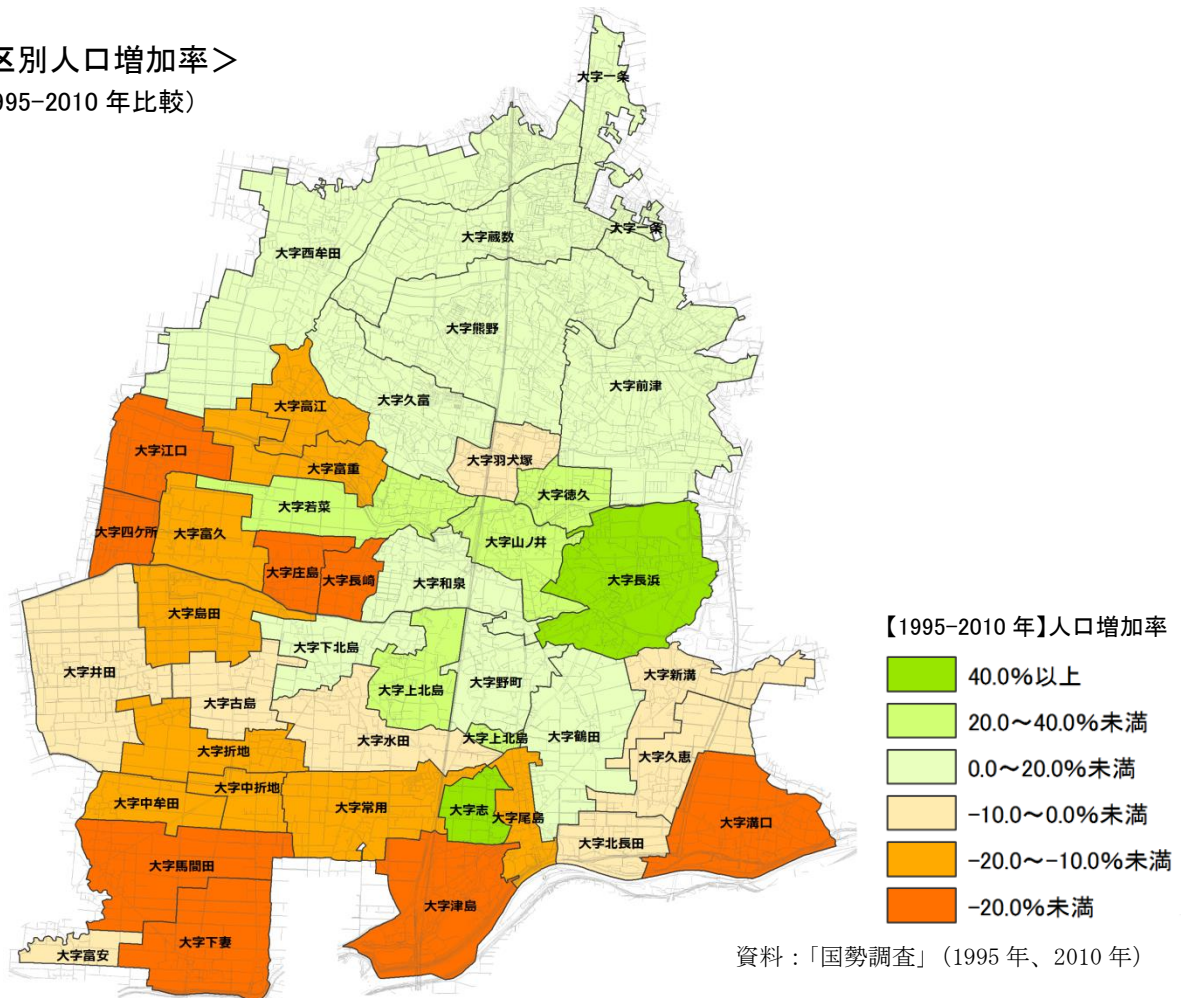 区別人口増加率＞
995-2010 年比較）
大字一条
大字一条
大字蔵数
大字西牟田
大字熊野
大字前津
大字久富
大字高江
大字江口
大字羽犬塚
大字富重
大字徳久
大字若菜
大字四ケ所
大字富久
大字山ノ井
大字庄島
大字長崎
大字和泉
大字長浜
大字島田
大字下北島
大字井田
大字新溝
大字上北島
大字野町
大字古島
大字水田
大字上北島
大字鶴田
大字折地
大字久恵
大字中折地
大字中牟田
大字常用
大字志
大字尾島
大字溝口
大字北長田
大字馬間田
大字津島
大字下妻
大字富安
【1995-2010 年】人口増加率
40.0%以上
20.0～40.0%未満
0.0～20.0%未満
-10.0～0.0%未満
-20.0～-10.0%未満
-20.0%未満
資料：「国勢調査」（1995 年、2010 年）